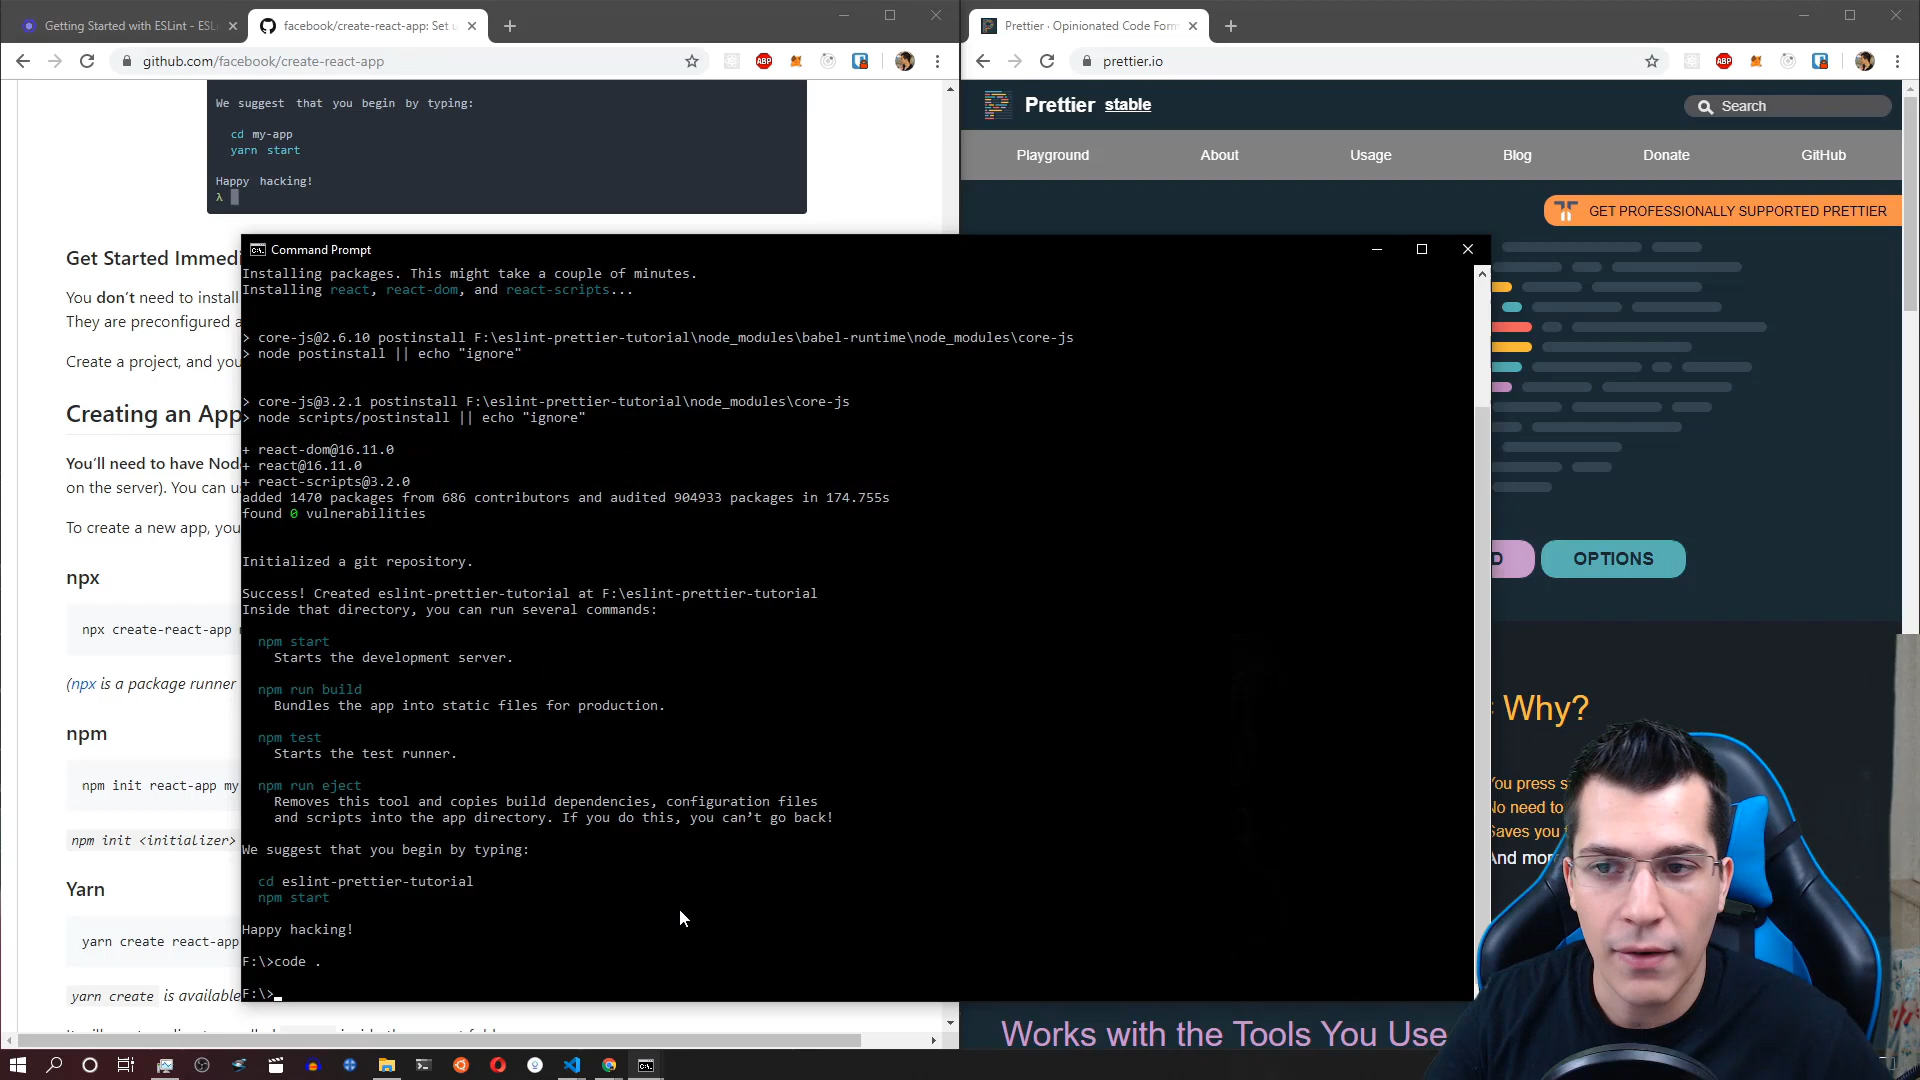 Getting Started with ESLint - ESL
facebook/create-react-app: Set u
github.com/facebook/create-react-app
ABP
We suggest that you begin by typing:
cd my-app
yarn start
Happy hacking!
λ
Get Started Immedi
You don't need to install
They are preconfigured a
Create a project, and you
Creating an App
You'll need to have Node
on the server). You can u
To create a new app, you
npx
npx create-react-app
(npx is a package runner
npm
npm init react-app my
npm init <initializer>
Yarn
yarn create react-app
yarn create is available
Prettier · Opinionated Code Form
prettier.io
ABP
Prettier stable
Search
Playground
About
Usage
Blog
Donate
GitHub
GET PROFESSIONALLY SUPPORTED PRETTIER
OPTIONS
Why?
You press s
No need to
Saves you
And more
Works with the Tools You Use
Command Prompt
Installing packages. This might take a couple of minutes.
Installing react, react-dom, and react-scripts...
> core-js@2.6.10 postinstall F:\eslint-prettier-tutorial\node_modules\babel-runtime\node_modules\core-js
> node postinstall || echo "ignore"
> core-js@3.2.1 postinstall F:\eslint-prettier-tutorial\node_modules\core-js
> node scripts/postinstall || echo "ignore"
+ react-dom@16.11.0
+ react@16.11.0
+ react-scripts@3.2.0
added 1470 packages from 686 contributors and audited 904933 packages in 174.755s
found 0 vulnerabilities
Initialized a git repository.
Success! Created eslint-prettier-tutorial at F:\eslint-prettier-tutorial
Inside that directory, you can run several commands:
npm start
Starts the development server.
npm run build
Bundles the app into static files for production.
npm test
Starts the test runner.
npm run eject
Removes this tool and copies build dependencies, configuration files
and scripts into the app directory. If you do this, you can't go back!
We suggest that you begin by typing:
cd eslint-prettier-tutorial
npm start
Happy hacking!
F:\>code .
F:\>